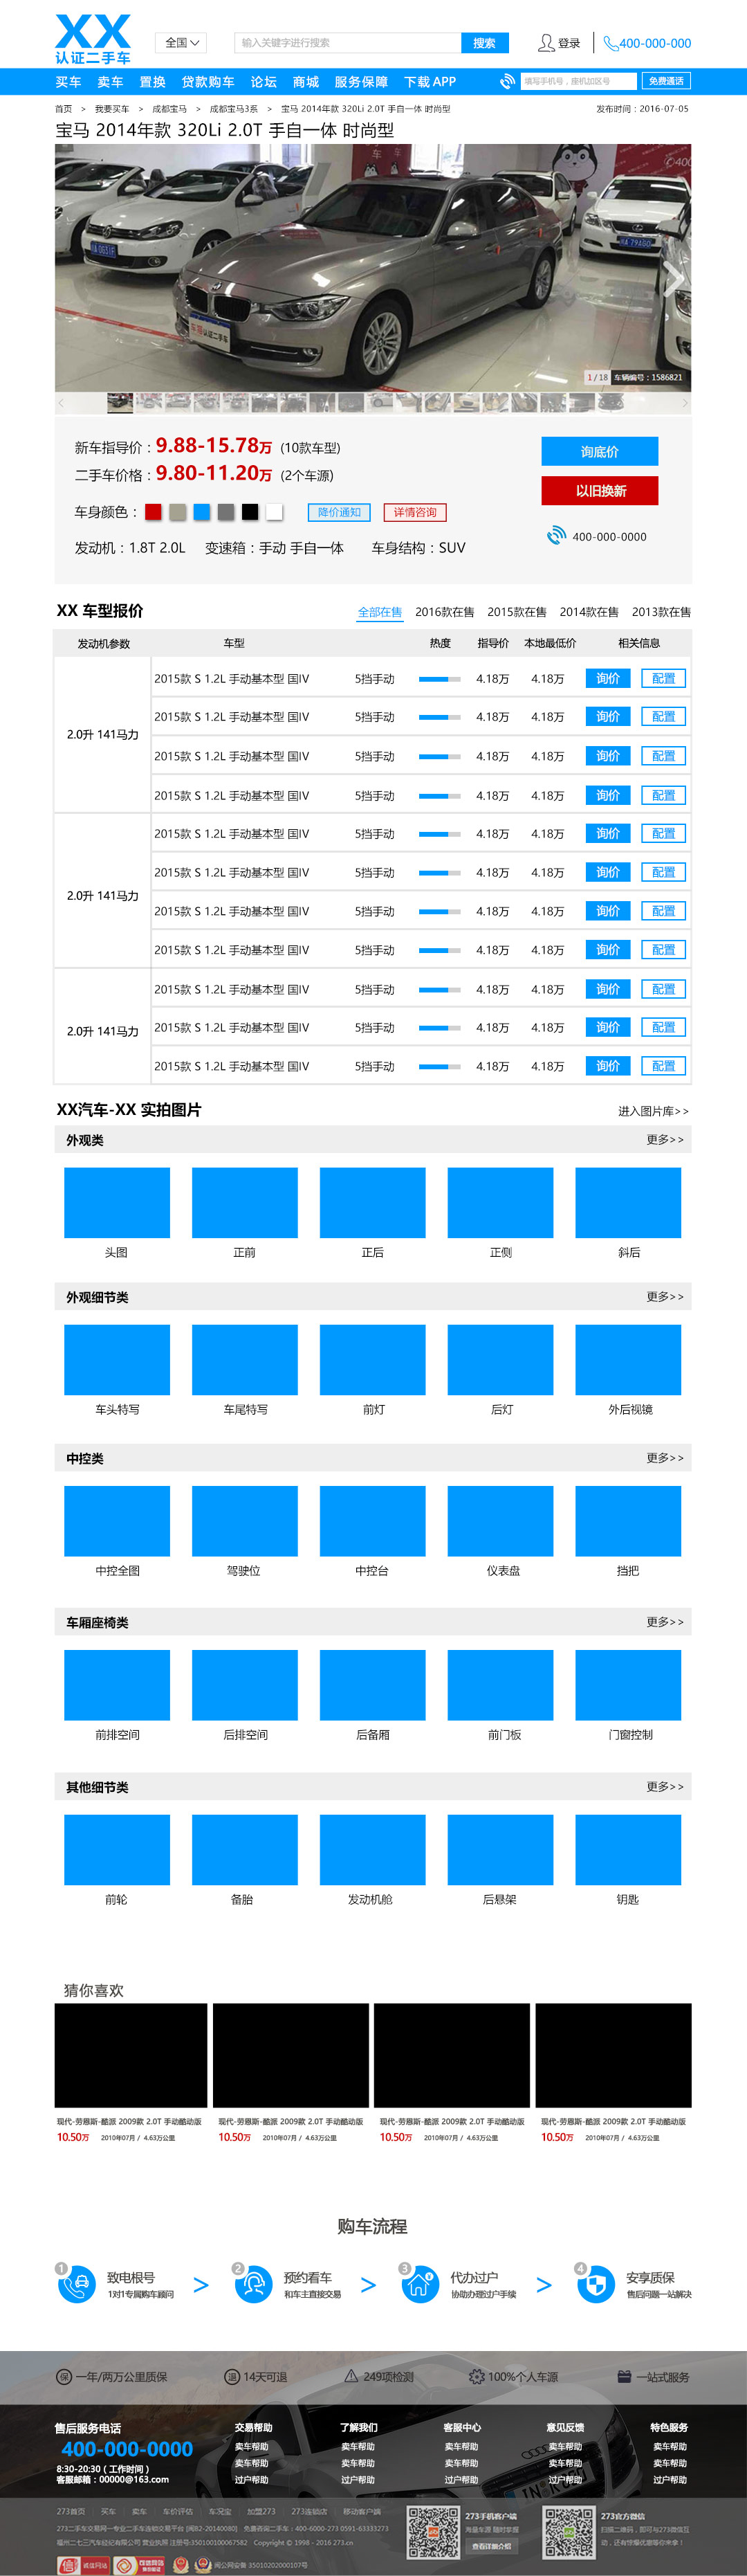 XX
认证二手车
全国
输入关键字进行搜索
搜索
登录
400-000-000
买车 卖车 置换 贷款购车 论坛 商城 服务保障 下载 APP
填写手机号，座机加区号
免费通话
首页 > 我要买车 > 成都宝马 > 成都宝马3系 > 宝马 2014年款 320Li 2.0T 手自一体 时尚型
发布时间：2016-07-05
宝马 2014年款 320Li 2.0T 手自一体 时尚型
1 / 18 车辆编号：1586821
新车指导价：9.88-15.78万 (10款车型)
询底价
二手车价格：9.80-11.20万 (2个车源)
以旧换新
车身颜色：
降价通知
详情咨询
400-000-0000
发动机：1.8T 2.0L 变速箱：手动 手自一体 车身结构：SUV
XX 车型报价
全部在售 2016款在售 2015款在售 2014款在售 2013款在售
发动机参数 车型 热度 指导价 本地最低价 相关信息
2.0升 141马力
2015款 S 1.2L 手动基本型 国IV 5挡手动 4.18万 4.18万 询价 配置
2015款 S 1.2L 手动基本型 国IV 5挡手动 4.18万 4.18万 询价 配置
2015款 S 1.2L 手动基本型 国IV 5挡手动 4.18万 4.18万 询价 配置
2015款 S 1.2L 手动基本型 国IV 5挡手动 4.18万 4.18万 询价 配置
2.0升 141马力
2015款 S 1.2L 手动基本型 国IV 5挡手动 4.18万 4.18万 询价 配置
2015款 S 1.2L 手动基本型 国IV 5挡手动 4.18万 4.18万 询价 配置
2015款 S 1.2L 手动基本型 国IV 5挡手动 4.18万 4.18万 询价 配置
2015款 S 1.2L 手动基本型 国IV 5挡手动 4.18万 4.18万 询价 配置
2.0升 141马力
2015款 S 1.2L 手动基本型 国IV 5挡手动 4.18万 4.18万 询价 配置
2015款 S 1.2L 手动基本型 国IV 5挡手动 4.18万 4.18万 询价 配置
2015款 S 1.2L 手动基本型 国IV 5挡手动 4.18万 4.18万 询价 配置
XX汽车-XX 实拍图片
进入图片库>>
外观类 更多>>
头图 正前 正后 正侧 斜后
外观细节类 更多>>
车头特写 车尾特写 前灯 后灯 外后视镜
中控类 更多>>
中控全图 驾驶位 中控台 仪表盘 挡把
车厢座椅类 更多>>
前排空间 后排空间 后备厢 前门板 门窗控制
其他细节类 更多>>
前轮 备胎 发动机舱 后悬架 钥匙
猜你喜欢
现代-劳恩斯-酷派 2009款 2.0T 手动酷动版
10.50万 2010年07月 / 4.63万公里
现代-劳恩斯-酷派 2009款 2.0T 手动酷动版
10.50万 2010年07月 / 4.63万公里
现代-劳恩斯-酷派 2009款 2.0T 手动酷动版
10.50万 2010年07月 / 4.63万公里
现代-劳恩斯-酷派 2009款 2.0T 手动酷动版
10.50万 2010年07月 / 4.63万公里
购车流程
1 致电根号
1对1专属购车顾问
>
2 预约看车
和车主直接交易
>
3 代办过户
协助办理过户手续
>
4 安享质保
售后问题一站解决
保 一年/两万公里质保
退 14天可退
249项检测
100%个人车源
一站式服务
售后服务电话
400-000-0000
8:30-20:30（工作时间）
客服邮箱：00000@163.com
交易帮助 了解我们 客服中心 意见反馈 特色服务
卖车帮助 卖车帮助 卖车帮助 卖车帮助 卖车帮助
卖车帮助 卖车帮助 卖车帮助 卖车帮助 卖车帮助
过户帮助 过户帮助 过户帮助 过户帮助 过户帮助
273首页 买车 卖车 车价评估 车况宝 加盟273 273连锁店 移动客户端
273二手车交易网—专业二手车连锁交易平台 [闽B2-20140080] 免费咨询二手车：400-6000-273 0591-63333273
福州二七三汽车经纪有限公司 营业执照 注册号:350100100067582 Copyright © 1998 - 2016 273.cn
诚信网站
闽公网安备 35010202000107号
273手机客户端
海量车源 随时掌握
查看详细介绍
273官方微信
扫描二维码，即可与273微信互动，还有惊爆优惠等你来拿！